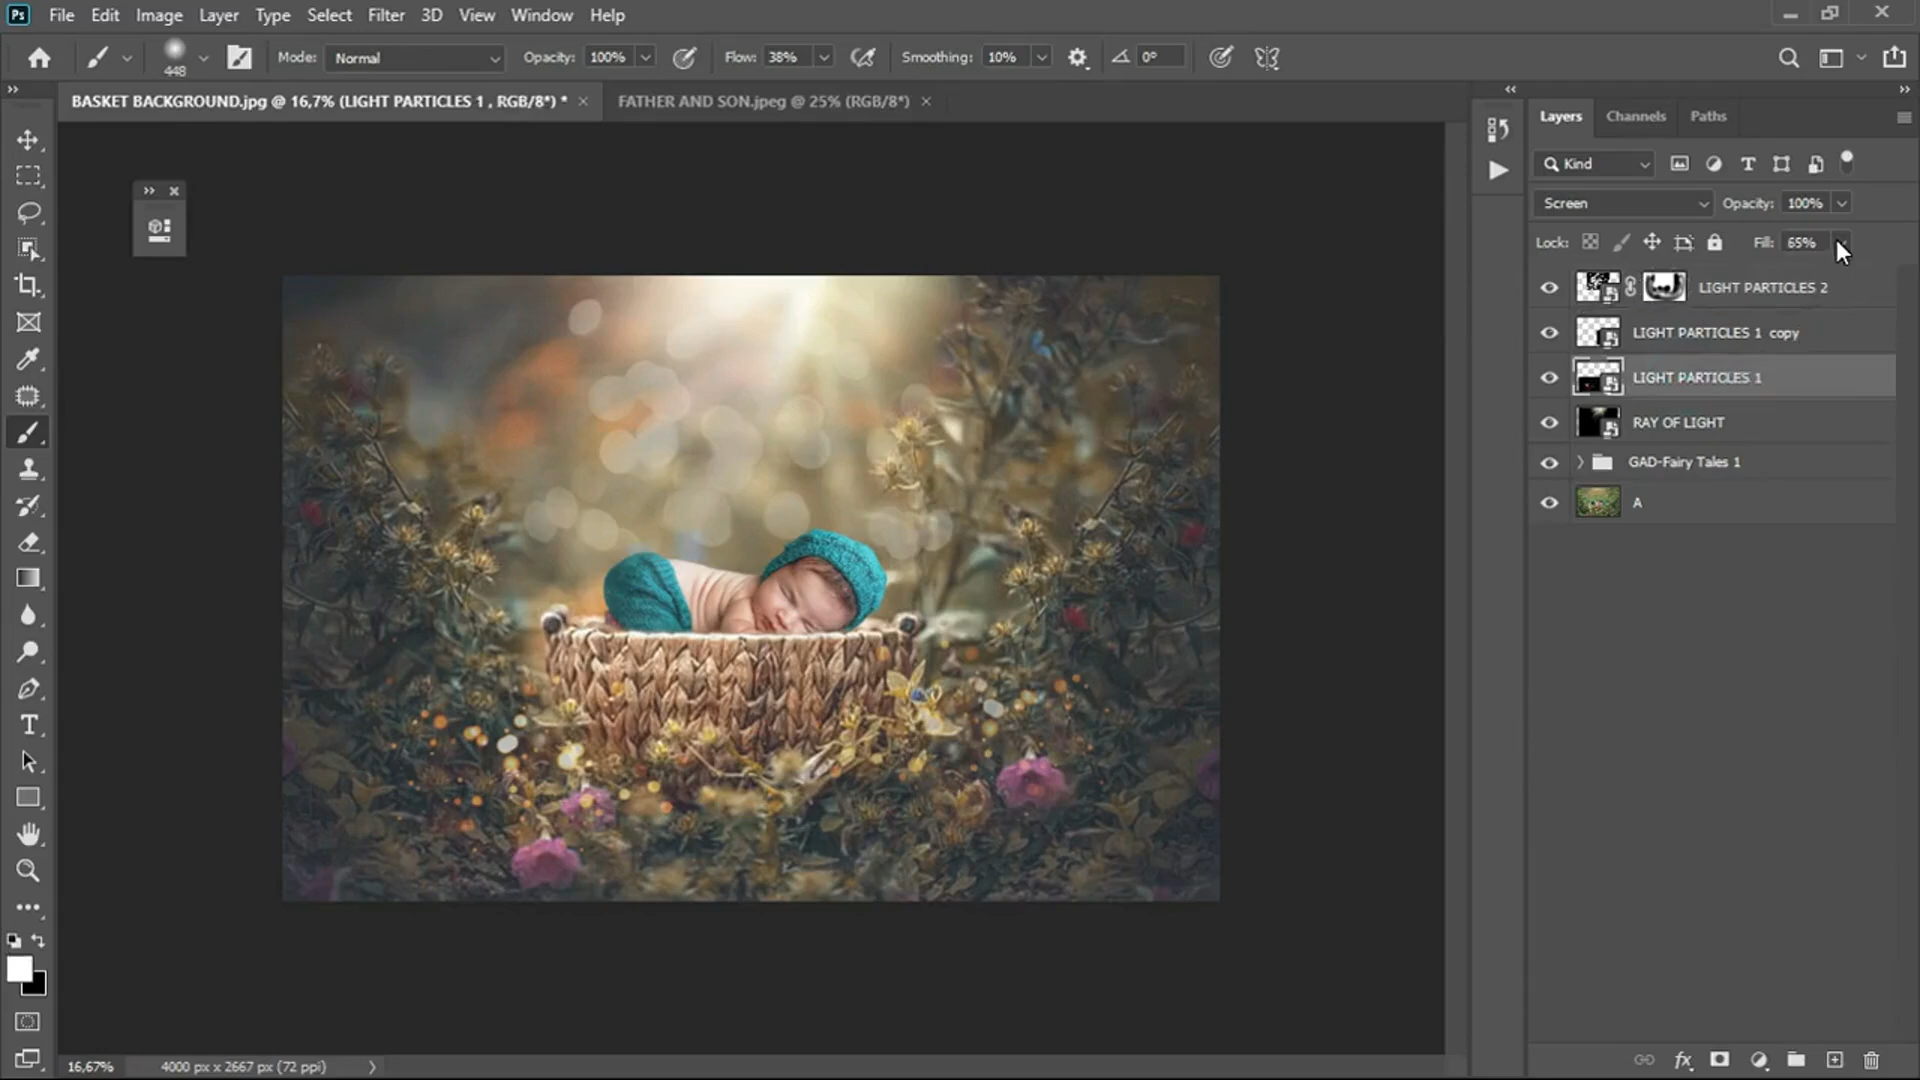 Ps File Edit Image Layer Type Select Filter 3D View Window Help
448 Mode: Normal Opacity: 100% Flow: 38% Smoothing: 10% 0°
BASKET BACKGROUND.jpg @ 16,7% (LIGHT PARTICLES 1 , RGB/8*) * × FATHER AND SON.jpeg @ 25% (RGB/8*) ×
Layers Channels Paths
Kind
Screen Opacity: 100%
Lock: Fill: 65%
LIGHT PARTICLES 2
LIGHT PARTICLES 1 copy
LIGHT PARTICLES 1
RAY OF LIGHT
GAD-Fairy Tales 1
A
16,67% 4000 px x 2667 px (72 ppi)